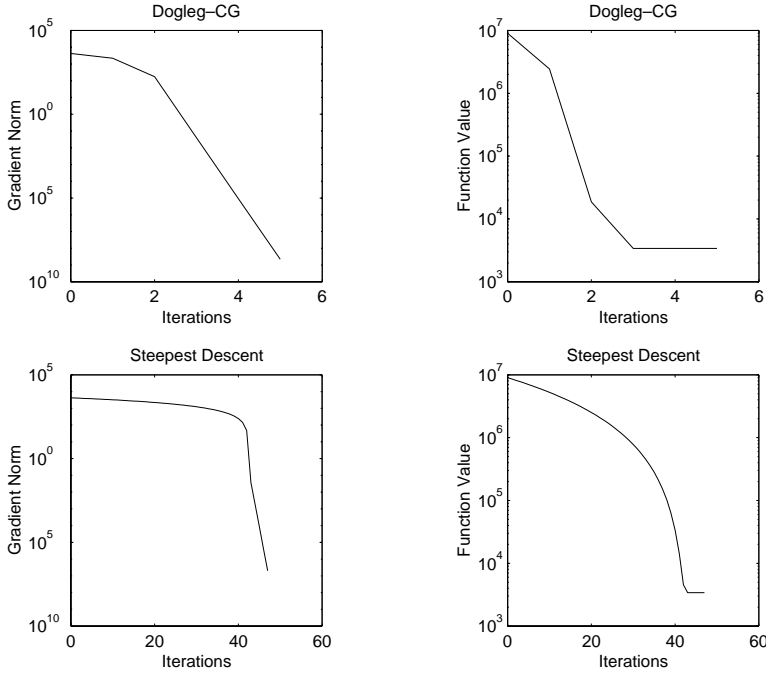 Dogleg–CG
Gradient Norm
10^5
10^0
10^5
10^10
0 2 4 6
Iterations
Dogleg–CG
Function Value
10^7
10^6
10^5
10^4
10^3
0 2 4 6
Iterations
Steepest Descent
Gradient Norm
10^5
10^0
10^5
10^10
0 20 40 60
Iterations
Steepest Descent
Function Value
10^7
10^6
10^5
10^4
10^3
0 20 40 60
Iterations